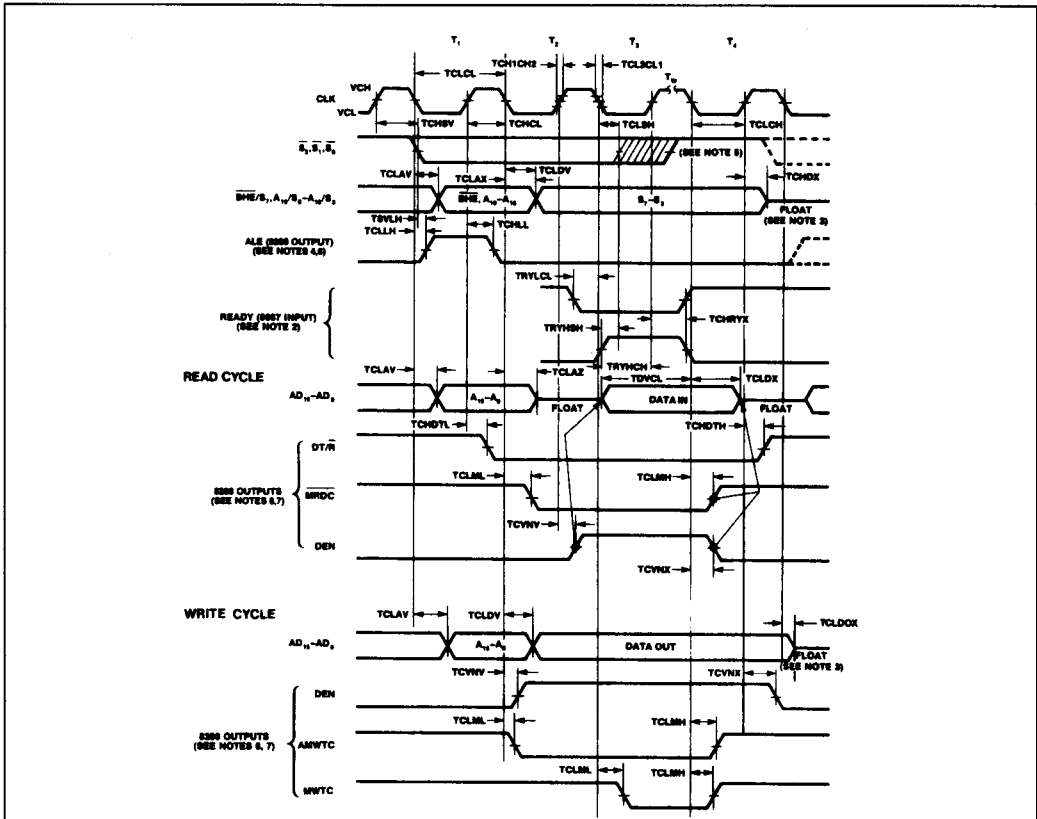 T₁ T₂ T₃ T₄
TCH1CH2 TCL2CL1
TCLCL
T_W
VCH
CLK
VCL
TCHSV TCHCL TCLSH TCLCH
S₂, S₁, S₀ (SEE NOTE 5)
TCLAV TCLAX TCLDV TCHDX
BHE/S₇, A₁₉/S₆–A₁₆/S₃ BHE, A₁₉–A₁₆ S₇–S₃ FLOAT
(SEE NOTE 3)
TSVLH
TCLLH TCHLL
ALE (8288 OUTPUT)
(SEE NOTES 4,6)
TRYLCL
READY (8287 INPUT)
(SEE NOTE 2)
TCHRYX
TRYHSH
TRYHCH
READ CYCLE
TCLAV TCLAZ TDVCL TCLDX
AD₁₅–AD₀ A₁₅–A₀ FLOAT DATA IN FLOAT
TCHDTL TCHDTH
DT/R
TCLML TCLMH
8288 OUTPUTS
(SEE NOTES 6,7)
MRDC
TCVNV
DEN
TCVNX
WRITE CYCLE
TCLAV TCLDV TCLDOX
AD₁₅–AD₀ A₁₅–A₀ DATA OUT FLOAT
(SEE NOTE 3)
TCVNV TCVNX
DEN
TCLML TCLMH
8288 OUTPUTS
(SEE NOTES 6, 7)
AMWTC
TCLML TCLMH
MWTC